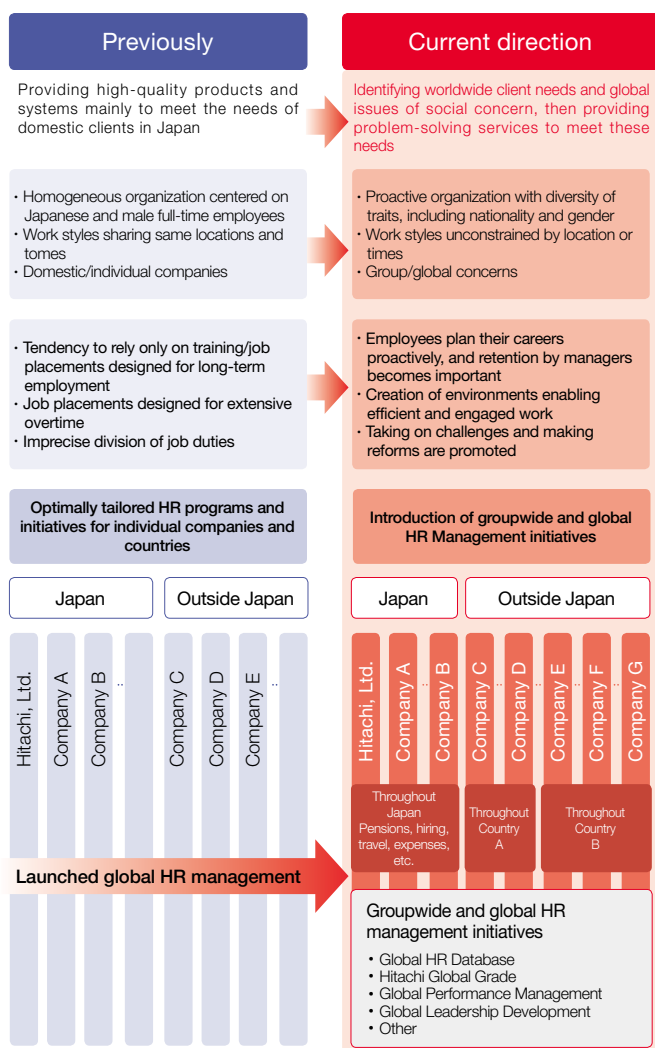 Previously
Current direction
Providing high-quality products and
systems mainly to meet the needs of
domestic clients in Japan
Identifying worldwide client needs and global
issues of social concern, then providing
problem-solving services to meet these
needs
・Homogeneous organization centered on
Japanese and male full-time employees
・Work styles sharing same locations and
tomes
・Domestic/individual companies
・Proactive organization with diversity of
traits, including nationality and gender
・Work styles unconstrained by location or
times
・Group/global concerns
・Tendency to rely only on training/job
placements designed for long-term
employment
・Job placements designed for extensive
overtime
・Imprecise division of job duties
・Employees plan their careers
proactively, and retention by managers
becomes important
・Creation of environments enabling
efficient and engaged work
・Taking on challenges and making
reforms are promoted
Optimally tailored HR programs and
initiatives for individual companies and
countries
Introduction of groupwide and global
HR Management initiatives
Japan
Outside Japan
Japan
Outside Japan
Hitachi, Ltd.
Company A
Company B
..
Company C
Company D
Company E
..
Hitachi, Ltd.
Company A
..
Company B
Company C
..
Company D
Company E
..
Company F
..
Company G
Throughout
Japan
Pensions, hiring,
travel, expenses,
etc.
Throughout
Country
A
Throughout
Country
B
Launched global HR management
Groupwide and global HR
management initiatives
• Global HR Database
• Hitachi Global Grade
• Global Performance Management
• Global Leadership Development
• Other